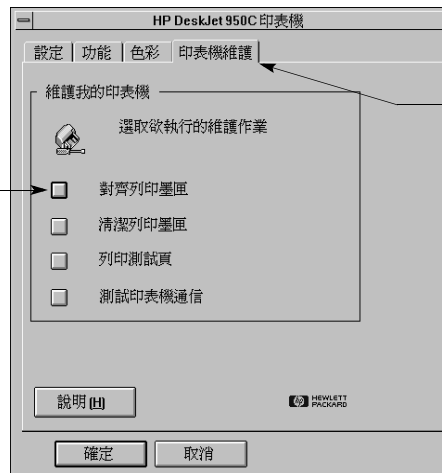 HP DeskJet 950C 印表機
設定 功能 色彩 印表機維護
維護我的印表機
選取欲執行的維護作業
對齊列印墨匣
清潔列印墨匣
列印測試頁
測試印表機通信
說明(H)
hp HEWLETT
PACKARD
確定 取消